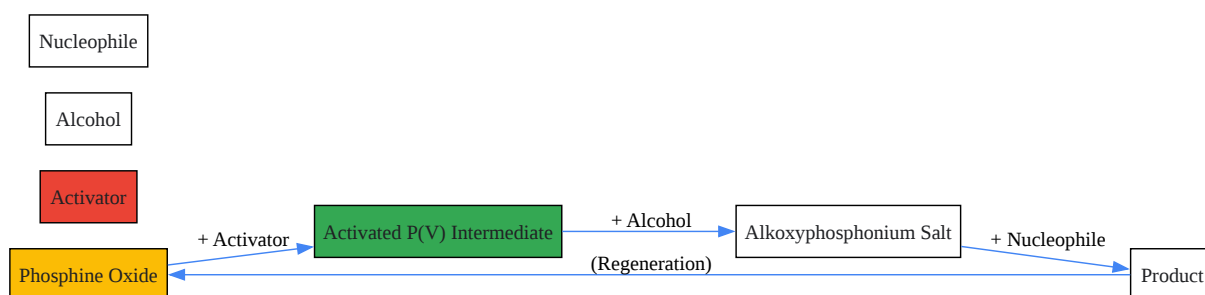 Nucleophile
Alcohol
Activator
Phosphine Oxide
+ Activator
Activated P(V) Intermediate
+ Alcohol
Alkoxyphosphonium Salt
+ Nucleophile
(Regeneration)
Product